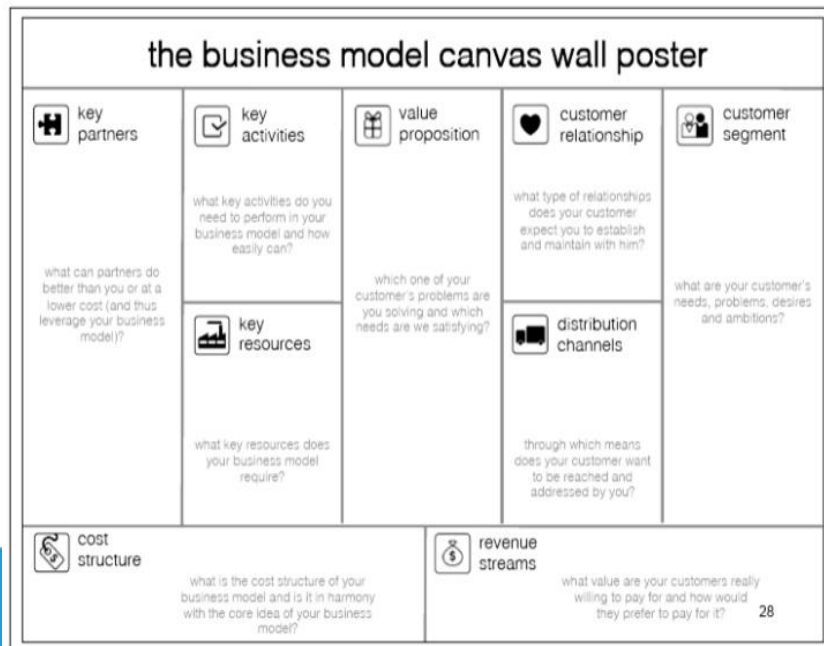 the business model canvas wall poster
key
partners
what can partners do
better than you or at a
lower cost (and thus
leverage your business
model)?
key
activities
what key activities do you
need to perform in your
business model and how
easily can?
key
resources
what key resources does
your business model
require?
value
proposition
which one of your
customer's problems are
you solving and which
needs are we satisfying?
customer
relationship
what type of relationships
does your customer
expect you to establish
and maintain with him?
distribution
channels
through which means
does your customer want
to be reached and
addressed by you?
customer
segment
what are your customer's
needs, problems, desires
and ambitions?
cost
structure
what is the cost structure of your
business model and is it in harmony
with the core idea of your business
model?
revenue
streams
what value are your customers really
willing to pay for and how would
they prefer to pay for it?
28